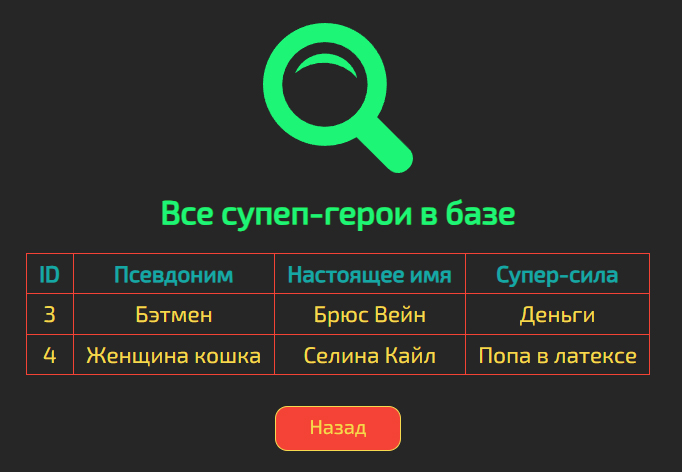 Все супеп-герои в базе
ID Псевдоним Настоящее имя Супер-сила
3 Бэтмен Брюс Вейн Деньги
4 Женщина кошка Селина Кайл Попа в латексе
Назад